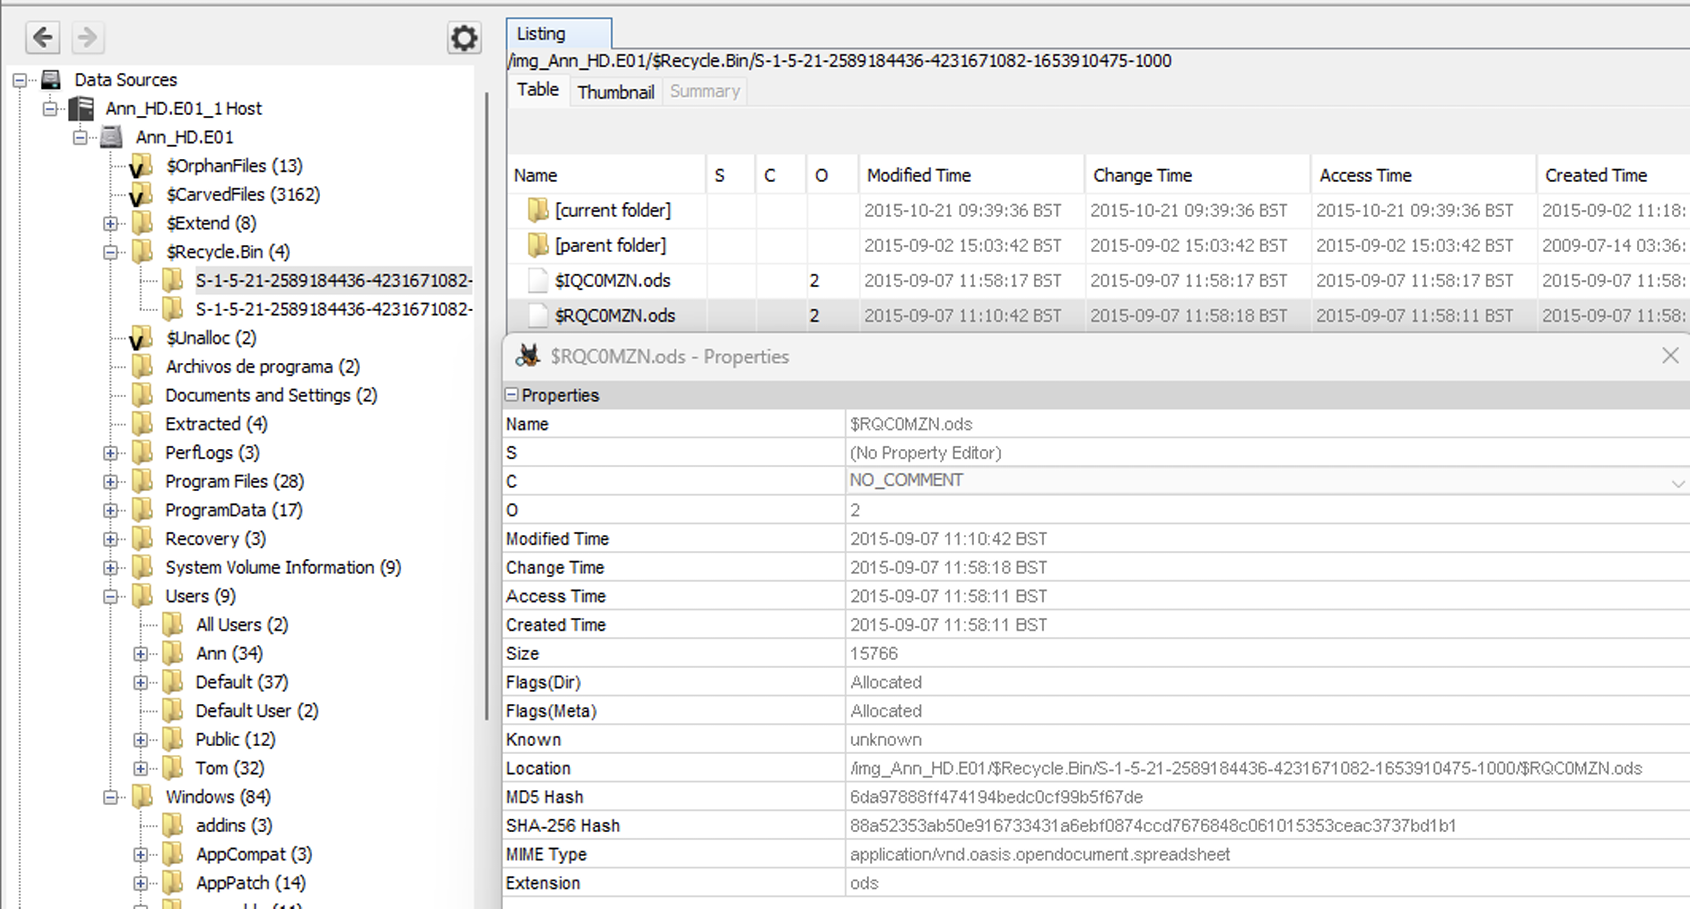 Data Sources
Ann_HD.E01_1 Host
Ann_HD.E01
$OrphanFiles (13)
$CarvedFiles (3162)
$Extend (8)
$Recycle.Bin (4)
S-1-5-21-2589184436-4231671082-
S-1-5-21-2589184436-4231671082-
$Unalloc (2)
Archivos de programa (2)
Documents and Settings (2)
Extracted (4)
PerfLogs (3)
Program Files (28)
ProgramData (17)
Recovery (3)
System Volume Information (9)
Users (9)
All Users (2)
Ann (34)
Default (37)
Default User (2)
Public (12)
Tom (32)
Windows (84)
addins (3)
AppCompat (3)
AppPatch (14)
Listing
/img_Ann_HD.E01/$Recycle.Bin/S-1-5-21-2589184436-4231671082-1653910475-1000
Table Thumbnail Summary
Name S C O Modified Time Change Time Access Time Created Time
[current folder] 2015-10-21 09:39:36 BST 2015-10-21 09:39:36 BST 2015-10-21 09:39:36 BST 2015-09-02 11:18:
[parent folder] 2015-09-02 15:03:42 BST 2015-09-02 15:03:42 BST 2015-09-02 15:03:42 BST 2009-07-14 03:36:
$IQC0MZN.ods 2 2015-09-07 11:58:17 BST 2015-09-07 11:58:17 BST 2015-09-07 11:58:17 BST 2015-09-07 11:58:
$RQC0MZN.ods 2 2015-09-07 11:10:42 BST 2015-09-07 11:58:18 BST 2015-09-07 11:58:11 BST 2015-09-07 11:58:
$RQC0MZN.ods - Properties
Properties
Name $RQC0MZN.ods
S (No Property Editor)
C NO_COMMENT
O 2
Modified Time 2015-09-07 11:10:42 BST
Change Time 2015-09-07 11:58:18 BST
Access Time 2015-09-07 11:58:11 BST
Created Time 2015-09-07 11:58:11 BST
Size 15766
Flags(Dir) Allocated
Flags(Meta) Allocated
Known unknown
Location /img_Ann_HD.E01/$Recycle.Bin/S-1-5-21-2589184436-4231671082-1653910475-1000/$RQC0MZN.ods
MD5 Hash 6da97888ff474194bedc0cf99b5f67de
SHA-256 Hash 88a52353ab50e916733431a6ebf0874ccd7676848c061015353ceac3737bd1b1
MIME Type application/vnd.oasis.opendocument.spreadsheet
Extension ods